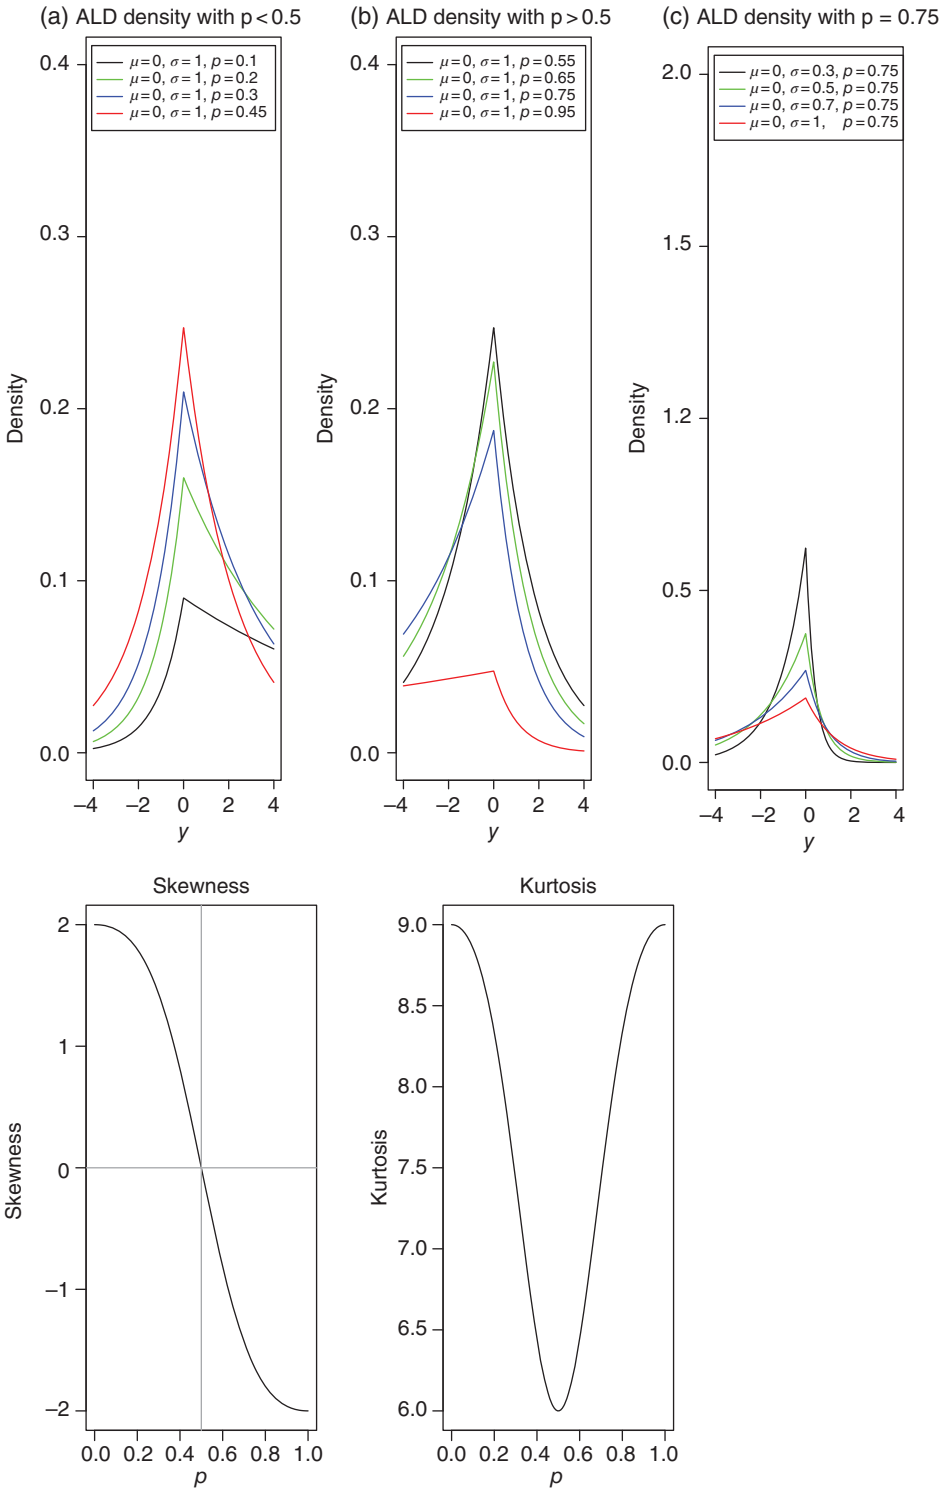 (a) ALD density with p < 0.5
μ = 0, σ = 1, p = 0.1
μ = 0, σ = 1, p = 0.2
μ = 0, σ = 1, p = 0.3
μ = 0, σ = 1, p = 0.45
0.4
0.3
0.2
0.1
0.0
Density
−4 −2 0 2 4
y
(b) ALD density with p > 0.5
μ = 0, σ = 1, p = 0.55
μ = 0, σ = 1, p = 0.65
μ = 0, σ = 1, p = 0.75
μ = 0, σ = 1, p = 0.95
0.4
0.3
0.2
0.1
0.0
Density
−4 −2 0 2 4
y
(c) ALD density with p = 0.75
μ = 0, σ = 0.3, p = 0.75
μ = 0, σ = 0.5, p = 0.75
μ = 0, σ = 0.7, p = 0.75
μ = 0, σ = 1, p = 0.75
2.0
1.5
1.2
0.5
0.0
Density
−4 −2 0 2 4
y
Skewness
2
1
0
−1
−2
Skewness
0.0 0.2 0.4 0.6 0.8 1.0
p
Kurtosis
9.0
8.5
8.0
7.5
7.0
6.5
6.0
Kurtosis
0.0 0.2 0.4 0.6 0.8 1.0
p